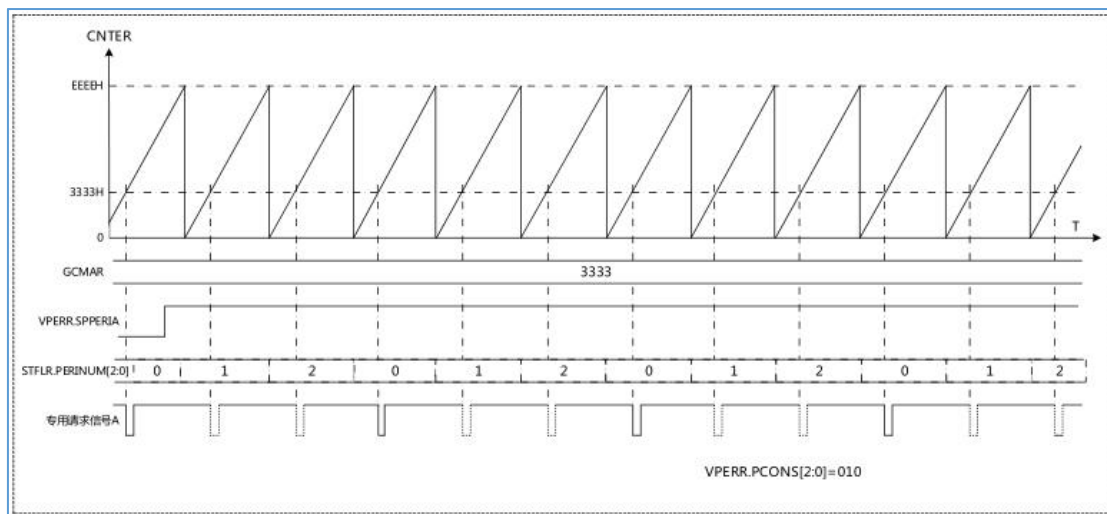 CNTER
EEEEH
3333H
0
T
GCMAR
3333
VPERR.SPPERIA
STFLR.PERINUM[2:0] 0 1 2 0 1 2 0 1 2 0 1 2
专用请求信号A
VPERR.PCONS[2:0]=010